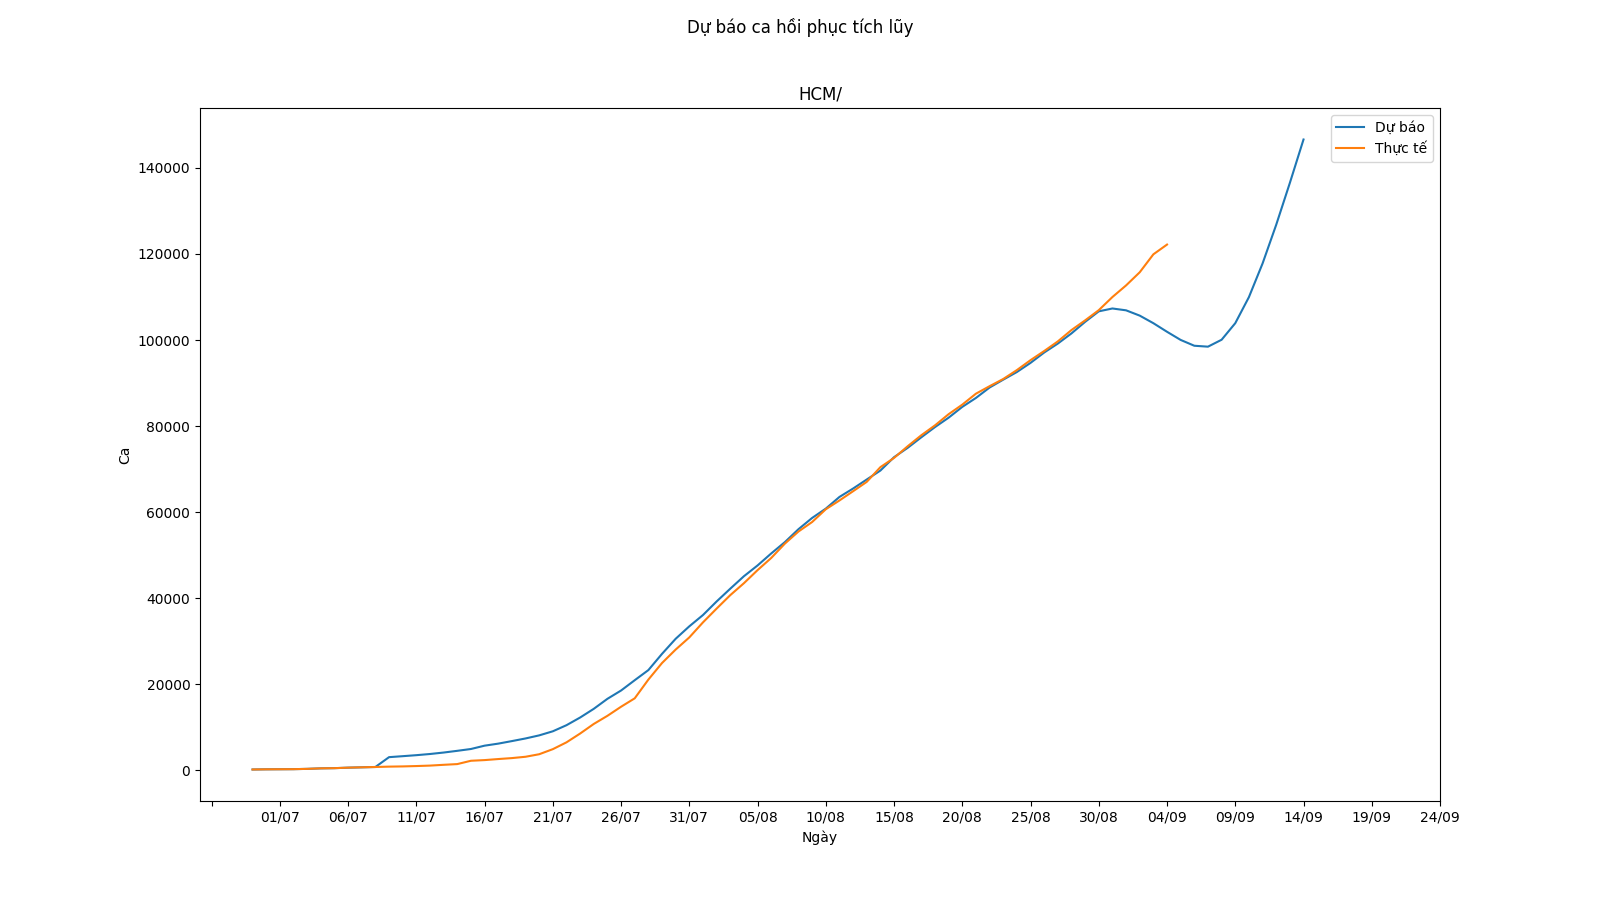 Dự báo ca hồi phục tích lũy
HCM/
Dự báo
Thực tế
140000
120000
100000
80000
60000
40000
20000
0
Ca
01/07 06/07 11/07 16/07 21/07 26/07 31/07 05/08 10/08 15/08 20/08 25/08 30/08 04/09 09/09 14/09 19/09 24/09
Ngày